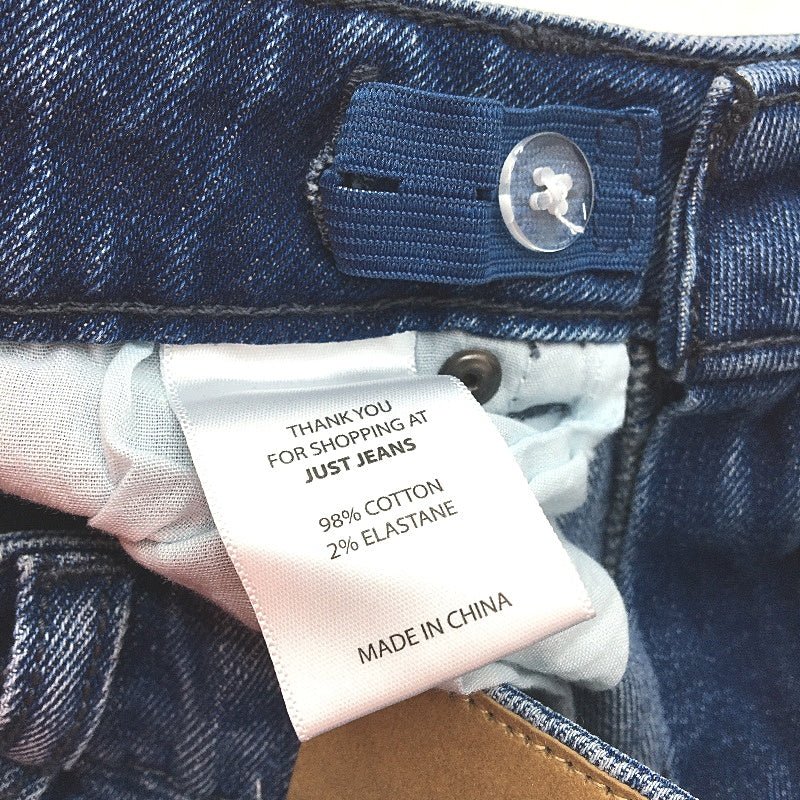 THANK YOU
FOR SHOPPING AT
JUST JEANS
98% COTTON
2% ELASTANE
MADE IN CHINA